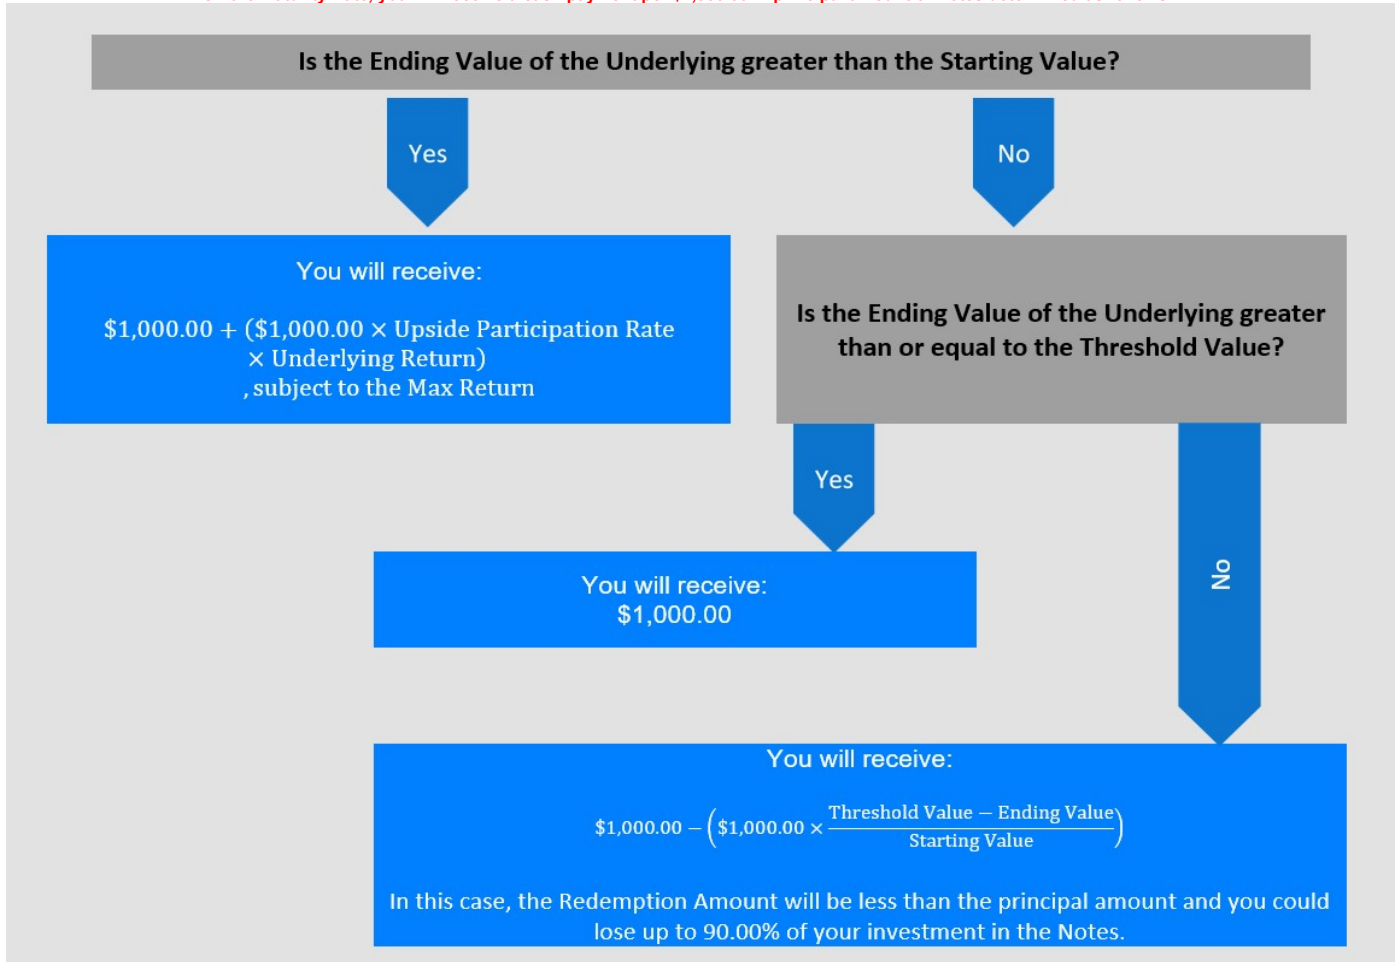 Is the Ending Value of the Underlying greater than the Starting Value?
Yes
No
You will receive:
$1,000.00 + ($1,000.00 × Upside Participation Rate
× Underlying Return)
, subject to the Max Return
Is the Ending Value of the Underlying greater
than or equal to the Threshold Value?
Yes
No
You will receive:
$1,000.00
You will receive:
$1,000.00 − ($1,000.00 × Threshold Value − Ending Value
Starting Value)
In this case, the Redemption Amount will be less than the principal amount and you could
lose up to 90.00% of your investment in the Notes.